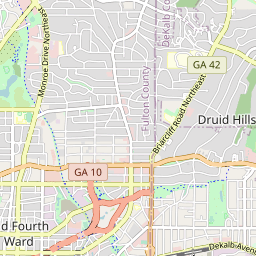 Monroe Drive Northeast
Fulton County
DeKalb Co
GA 42
Briarcliff Road Northeast
Druid Hills
GA 10
d Fourth
Ward
DeKalb Ave